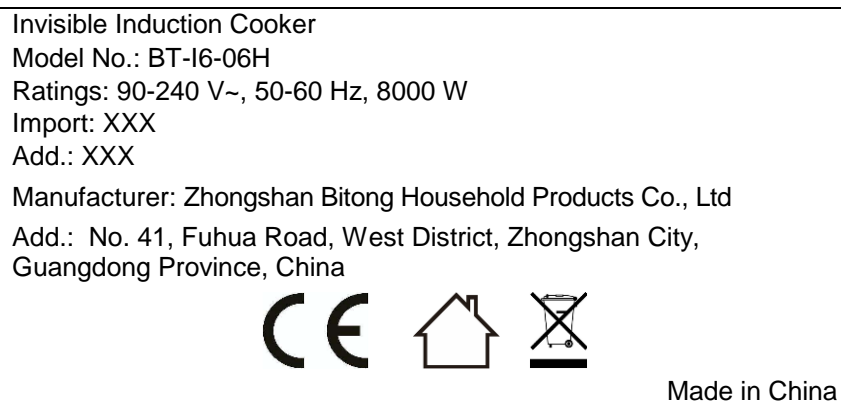 Invisible Induction Cooker
Model No.: BT-I6-06H
Ratings: 90-240 V~, 50-60 Hz, 8000 W
Import: XXX
Add.: XXX
Manufacturer: Zhongshan Bitong Household Products Co., Ltd
Add.: No. 41, Fuhua Road, West District, Zhongshan City,
Guangdong Province, China
CE
Made in China